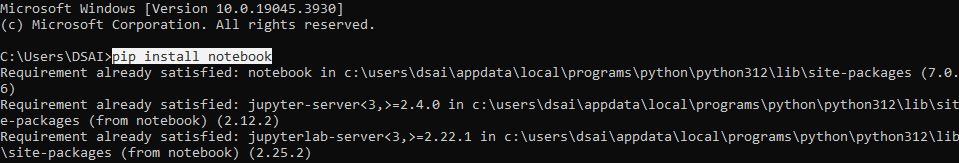 Microsoft Windows [Version 10.0.19045.3930]
(c) Microsoft Corporation. All rights reserved.
C:\Users\DSAI>pip install notebook
Requirement already satisfied: notebook in c:\users\dsai\appdata\local\programs\python\python312\lib\site-packages (7.0.
6)
Requirement already satisfied: jupyter-server<3,>=2.4.0 in c:\users\dsai\appdata\local\programs\python\python312\lib\sit
e-packages (from notebook) (2.12.2)
Requirement already satisfied: jupyterlab-server<3,>=2.22.1 in c:\users\dsai\appdata\local\programs\python\python312\lib
\site-packages (from notebook) (2.25.2)